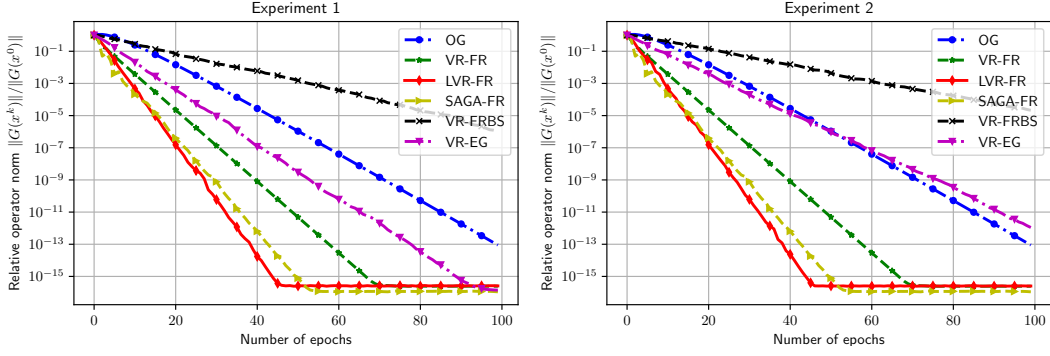 Experiment 1
Relative operator norm ||G(x^k)||/||G(x^0)||
10^{-1}
10^{-3}
10^{-5}
10^{-7}
10^{-9}
10^{-11}
10^{-13}
10^{-15}
0
20
40
60
80
100
Number of epochs
OG
VR-FR
LVR-FR
SAGA-FR
VR-FRBS
VR-EG
Experiment 2
Relative operator norm ||G(x^k)||/||G(x^0)||
10^{-1}
10^{-3}
10^{-5}
10^{-7}
10^{-9}
10^{-11}
10^{-13}
10^{-15}
0
20
40
60
80
100
Number of epochs
OG
VR-FR
LVR-FR
SAGA-FR
VR-FRBS
VR-EG